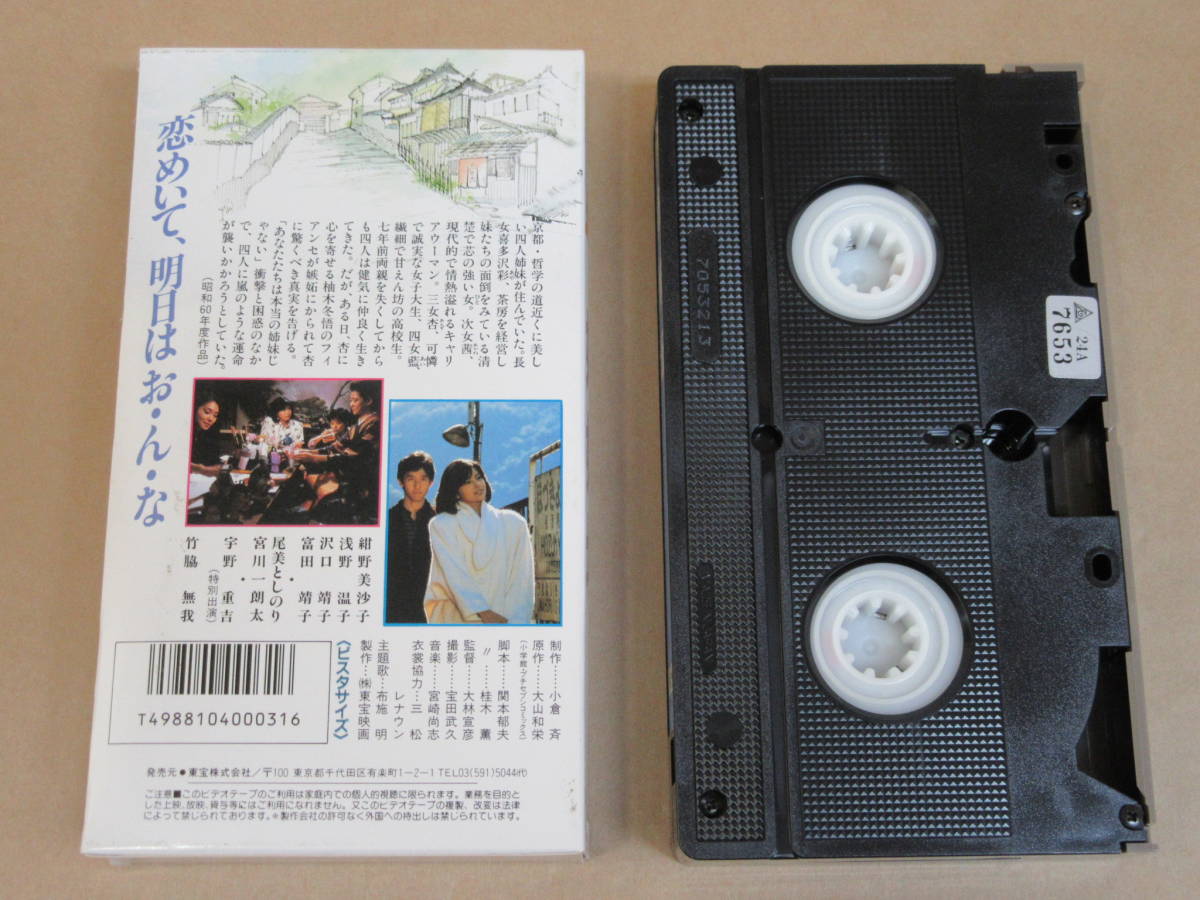 恋めいて、明日はお・ん・な
京都・哲学の道近くに美し
い四人姉妹が住んでいた。長
女喜多沢彩、茶房を経営し
妹たちの面倒をみている清
楚で芯の強い女。次女茜、
現代的で情熱溢れるキャリ
アウーマン。三女杏、可憐
で誠実な女子大生、四女藍、
繊細で甘えん坊の高校生。
七年前両親を失くしてから
も四人は健気に仲良く生き
てきた。だが ある日、杏に
心を寄せる柚木冬悟のフィ
アンセが嫉妬にかられて杏
に驚くべき真実を告げる。
「あなたたちは本当の姉妹じ
ゃない」衝撃と困惑のなか
で、四人に嵐のような運命
が襲いかかろうとしていた。
(昭和60年度作品)
紺野美沙子
浅野 温子
沢口 靖子
富田 靖子
・
尾美としのり
宮川一朗太
・
宇野 重吉
(特別出演)
竹脇 無我
制作……小倉 斉
原作……大山和栄
(小学館・プチセブンコミックス)
脚本……関本郁夫
〃……桂木 薫
監督……大林宣彦
撮影……宝田武久
音楽……宮崎尚志
衣裳協力…三 松
レナウン
主題歌…布施 明
製作…㈱東宝映画
〈ビスタサイズ〉
T4988104000316
発売元●東宝株式会社/〒100 東京都千代田区有楽町1-2-1 TEL03(591)5044㈹
ご注意■このビデオテープのご利用は家庭内での個人的視聴に限られます。業務を目的と
した上映、放映、貸与等にはご利用になれません。又このビデオテープの複製、改変は法律
によって禁じられております。※製作会社の許可なく外国への持出しは禁じられています。
7053213
24A
7653